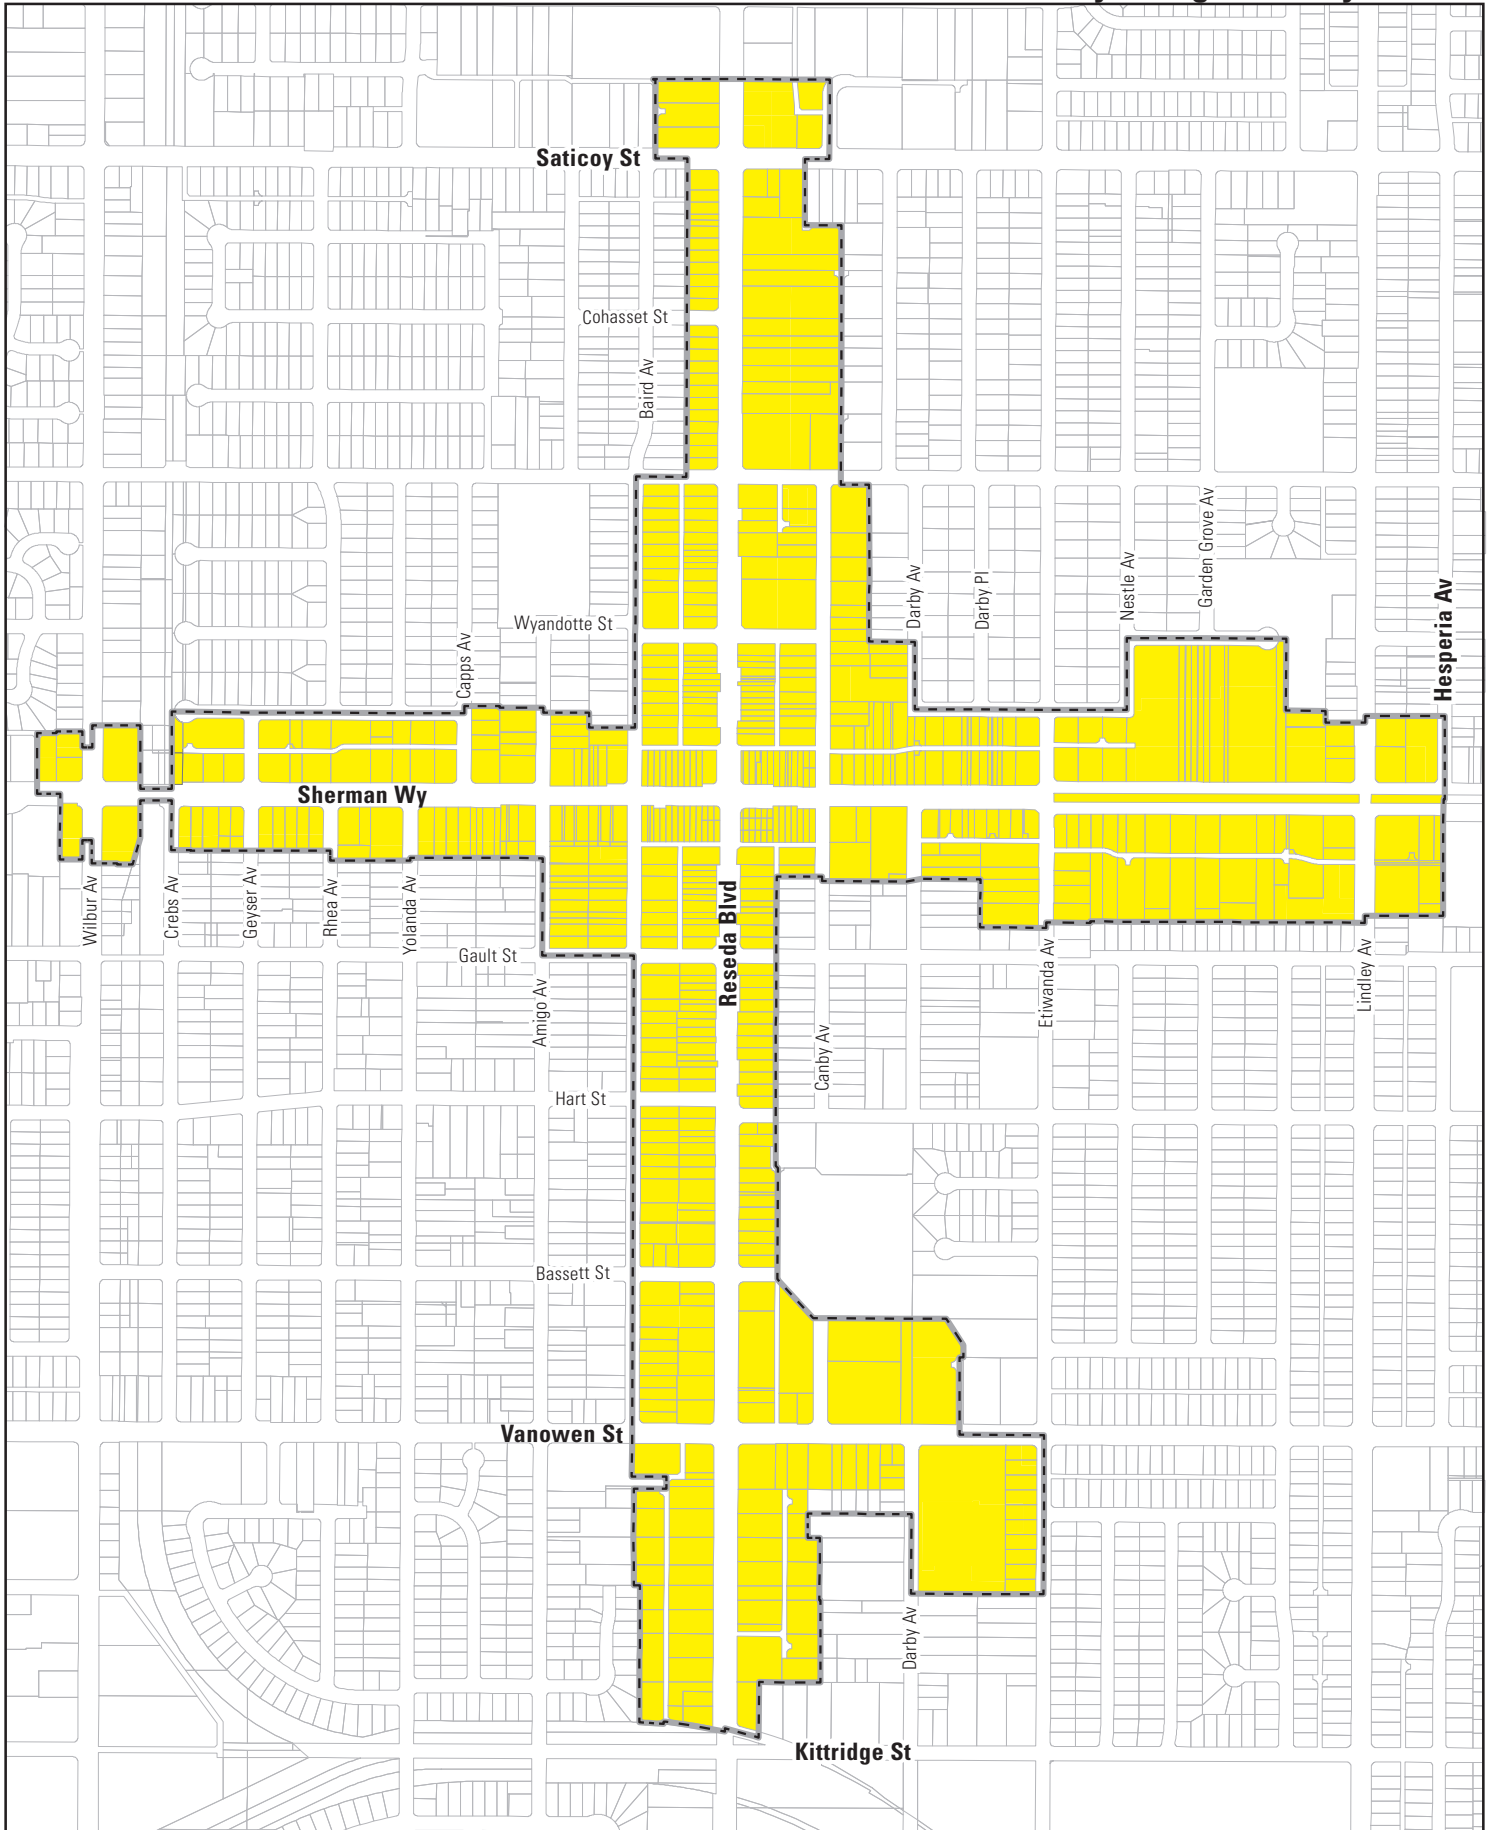 Saticoy St
Cohasset St
Baird Av
Garden Grove Av
Nestle Av
Darby Av
Darby Pl
Hesperia Av
Wyandotte St
Capps Av
Sherman Wy
Wilbur Av
Crebs Av
Geyser Av
Rhea Av
Yolanda Av
Reseda Blvd
Gault St
Amigo Av
Etiwanda Av
Lindley Av
Canby Av
Hart St
Bassett St
Vanowen St
Darby Av
Kittridge St